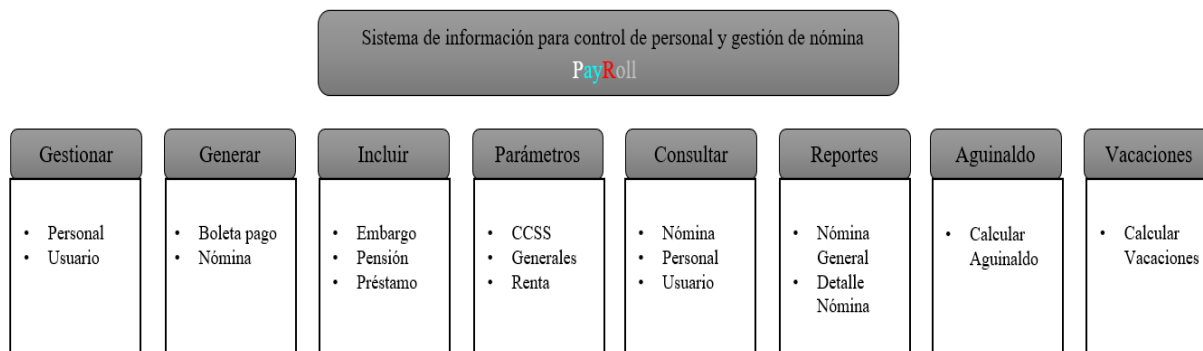 Sistema de información para control de personal y gestión de nómina
PayRoll
Gestionar
• Personal
• Usuario
Generar
• Boleta pago
• Nómina
Incluir
• Embargo
• Pensión
• Préstamo
Parámetros
• CCSS
• Generales
• Renta
Consultar
• Nómina
• Personal
• Usuario
Reportes
• Nómina
General
• Detalle
Nómina
Aguinaldo
• Calcular
Aguinaldo
Vacaciones
• Calcular
Vacaciones